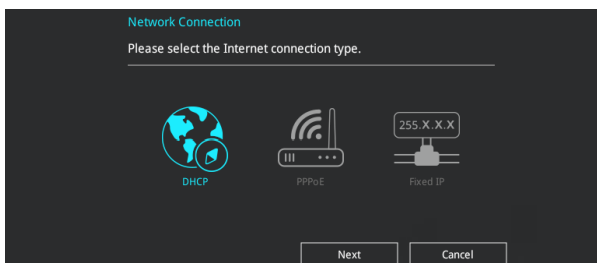 Network Connection
Please select the Internet connection type.
255.X.X.X
DHCP PPPoE Fixed IP
Next Cancel